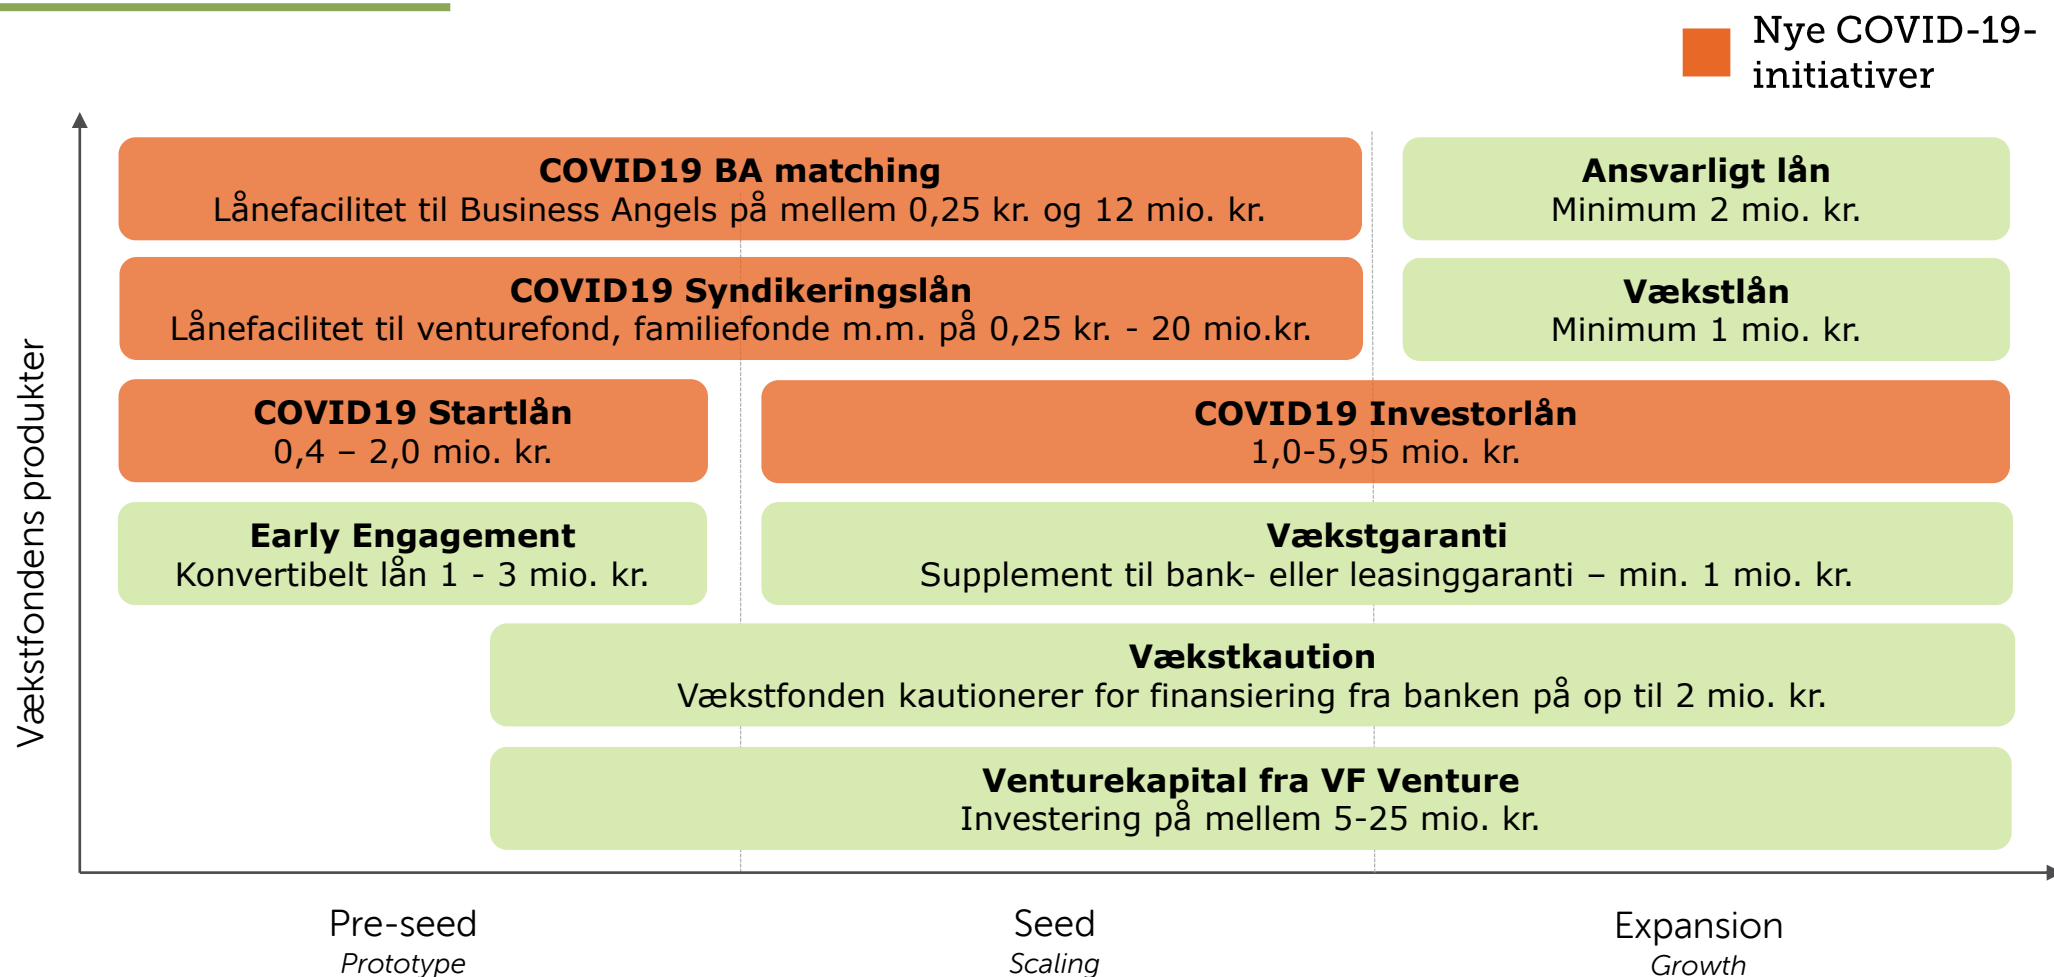 Nye COVID-19-
initiativer
Vækstfondens produkter
COVID19 BA matching
Lånefacilitet til Business Angels på mellem 0,25 kr. og 12 mio. kr.
Ansvarligt lån
Minimum 2 mio. kr.
COVID19 Syndikeringslån
Lånefacilitet til venturefond, familiefonde m.m. på 0,25 kr. - 20 mio.kr.
Vækstlån
Minimum 1 mio. kr.
COVID19 Startlån
0,4 – 2,0 mio. kr.
COVID19 Investorlån
1,0-5,95 mio. kr.
Early Engagement
Konvertibelt lån 1 - 3 mio. kr.
Vækstgaranti
Supplement til bank- eller leasinggaranti – min. 1 mio. kr.
Vækstkaution
Vækstfonden kautionerer for finansiering fra banken på op til 2 mio. kr.
Venturekapital fra VF Venture
Investering på mellem 5-25 mio. kr.
Pre-seed
Prototype
Seed
Scaling
Expansion
Growth